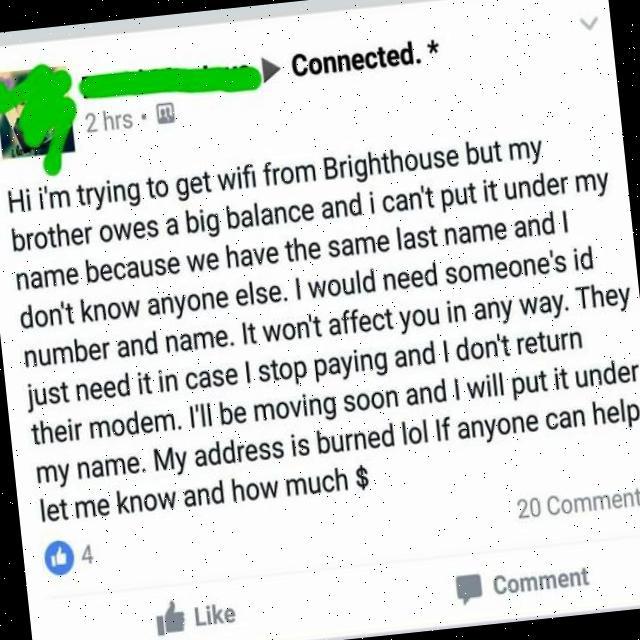 Connected. *
2 hrs ·
Hi i'm trying to get wifi from Brighthouse but my
brother owes a big balance and i can't put it under my
name because we have the same last name and I
don't know anyone else. I would need someone's id
number and name. It won't affect you in any way. They
just need it in case I stop paying and I don't return
their modem. I'll be moving soon and I will put it under
my name. My address is burned lol If anyone can help
let me know and how much $
20 Comment
4
Like
Comment